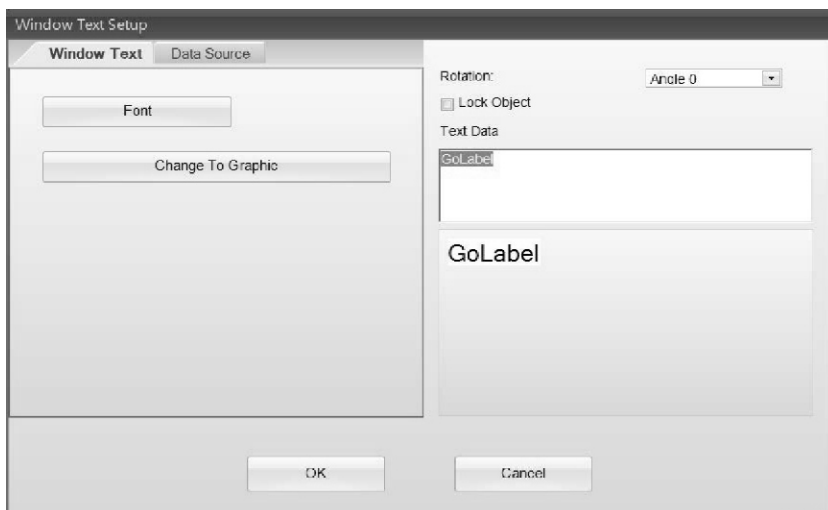 Window Text Setup
Window Text
Data Source
Font
Change To Graphic
Rotation:
Angle 0
Lock Object
Text Data
GoLabel
GoLabel
OK
Cancel